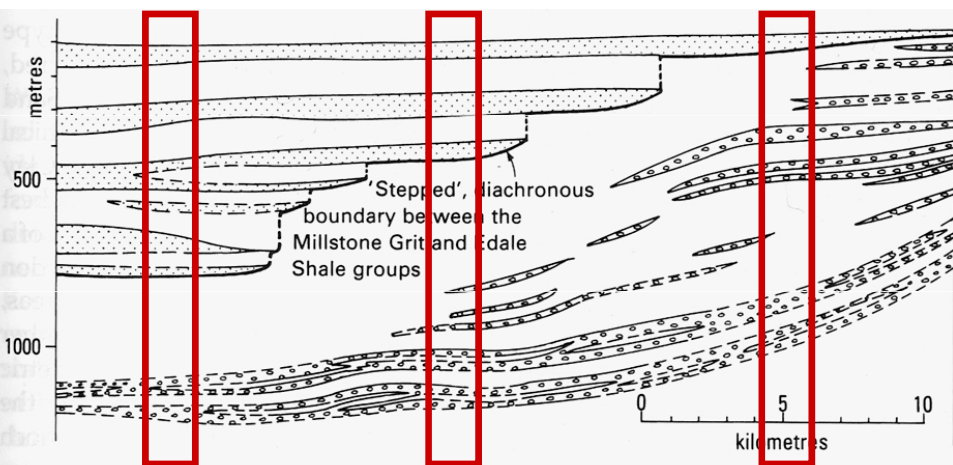 metres
500
1000
'Stepped', diachronous
boundary between the
Millstone Grit and Edale
Shale groups
0 5 10
kilometres